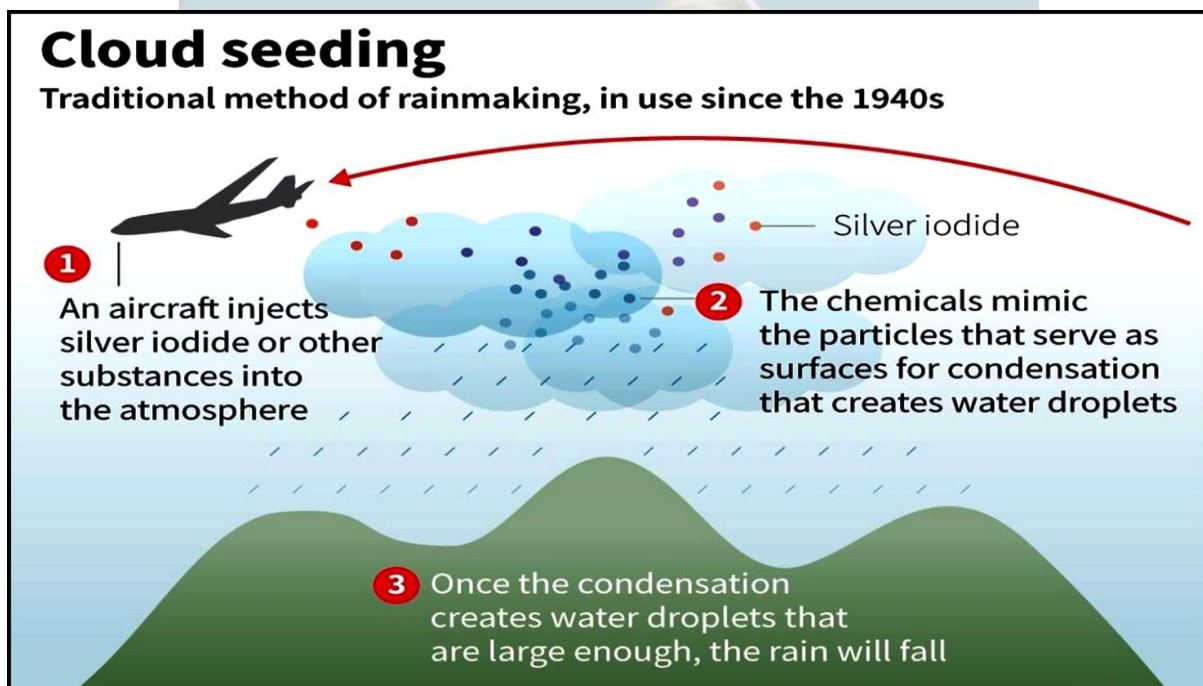 Cloud seeding
Traditional method of rainmaking, in use since the 1940s
Silver iodide
1
An aircraft injects
silver iodide or other
substances into
the atmosphere
2
The chemicals mimic
the particles that serve as
surfaces for condensation
that creates water droplets
3
Once the condensation
creates water droplets that
are large enough, the rain will fall